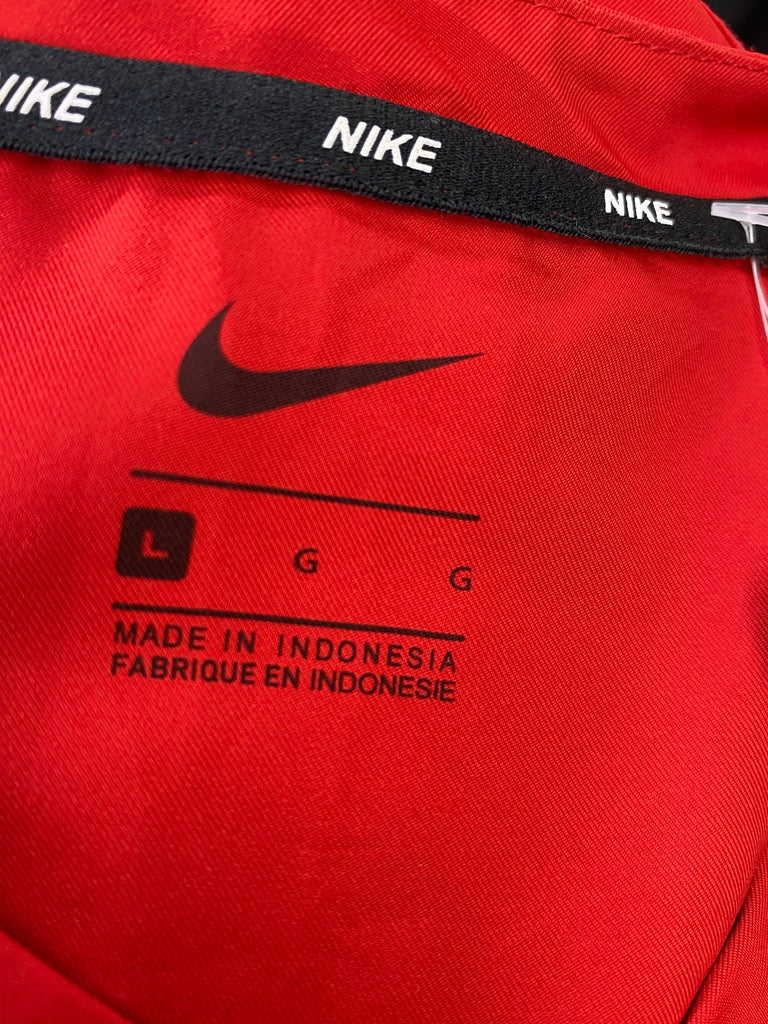 NIKE NIKE NIKE
L G G
MADE IN INDONESIA
FABRIQUE EN INDONESIE